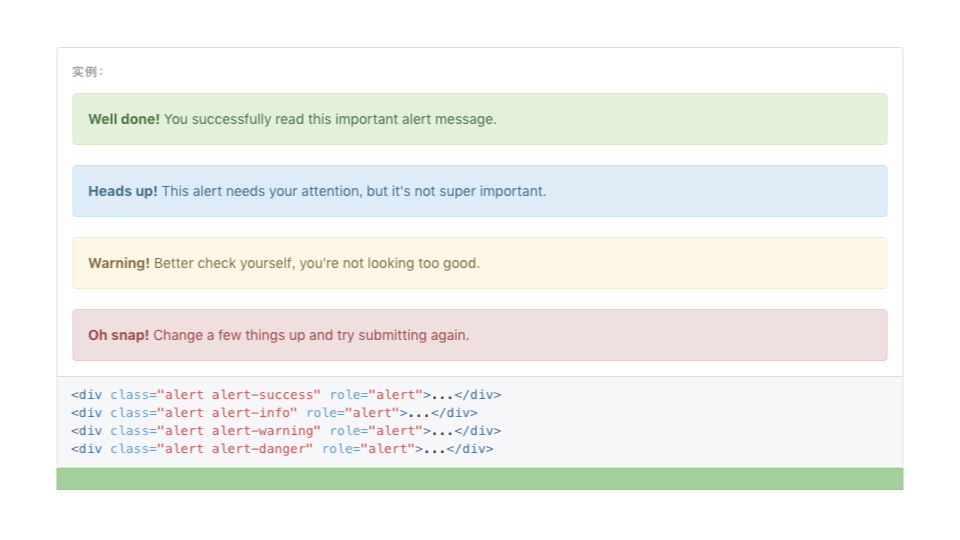 实例：
Well done! You successfully read this important alert message.
Heads up! This alert needs your attention, but it's not super important.
Warning! Better check yourself, you're not looking too good.
Oh snap! Change a few things up and try submitting again.
<div class="alert alert-success" role="alert">...</div>
<div class="alert alert-info" role="alert">...</div>
<div class="alert alert-warning" role="alert">...</div>
<div class="alert alert-danger" role="alert">...</div>